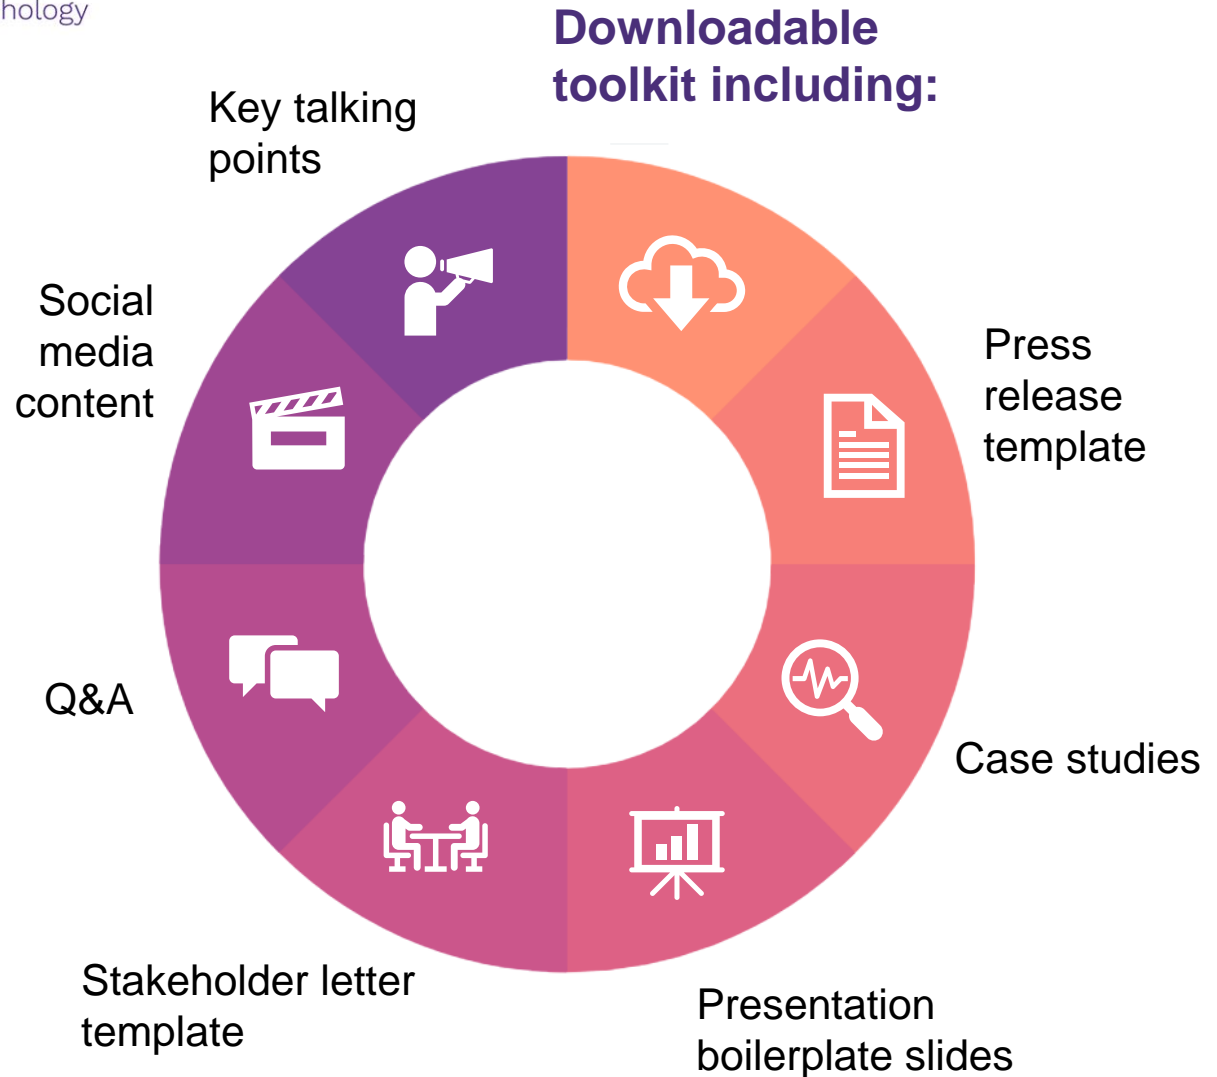 hology
Downloadable
toolkit including:
Key talking
points
Social
media
content
Press
release
template
Q&A
Case studies
Stakeholder letter
template
Presentation
boilerplate slides